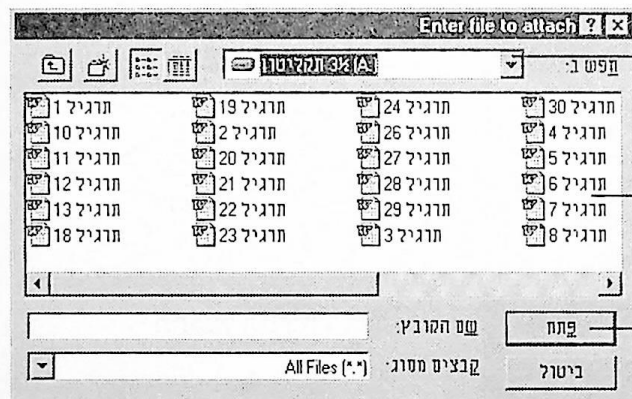 Enter file to attach
חפש ב:
תקליטון 3½ (A:)
תרגיל 1 תרגיל 19 תרגיל 24 תרגיל 30
תרגיל 10 תרגיל 2 תרגיל 26 תרגיל 4
תרגיל 11 תרגיל 20 תרגיל 27 תרגיל 5
תרגיל 12 תרגיל 21 תרגיל 28 תרגיל 6
תרגיל 13 תרגיל 22 תרגיל 29 תרגיל 7
תרגיל 18 תרגיל 23 תרגיל 3 תרגיל 8
שם הקובץ:
פתח
קבצים מסוג:
All Files (*.*)
ביטול